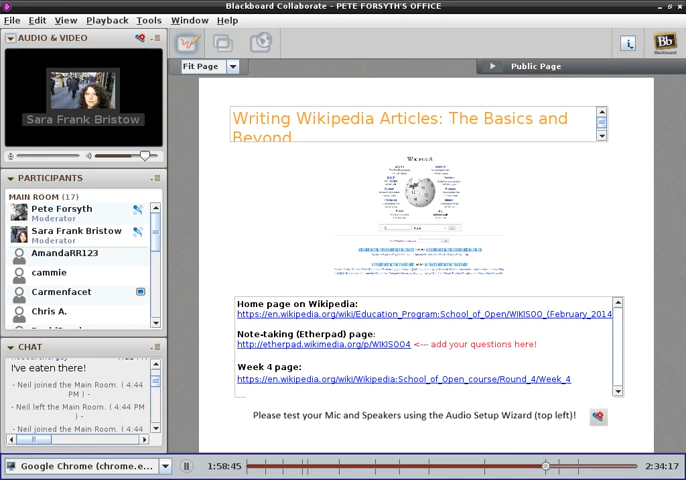 Blackboard Collaborate - PETE FORSYTH'S OFFICE
File Edit View Playback Tools Window Help
AUDIO & VIDEO
Sara Frank Bristow
PARTICIPANTS
MAIN ROOM (17)
Pete Forsyth
Moderator
Sara Frank Bristow
Moderator
AmandaRR123
cammie
Carmenfacet
Chris A.
CHAT
I've eaten there!
- Neil joined the Main Room. ( 4:44
PM ) -
- Neil left the Main Room. ( 4:44
PM ) -
- Neil joined the Main Room. ( 4:44
Fit Page
Public Page
Bb
Writing Wikipedia Articles: The Basics and
Beyond
WIKIPEDIA
Home page on Wikipedia:
https://en.wikipedia.org/wiki/Education_Program:School_of_Open/WIKISOO_(February_2014
Note-taking (Etherpad) page:
http://etherpad.wikimedia.org/p/WIKISOO4 <--- add your questions here!
Week 4 page:
https://en.wikipedia.org/wiki/Wikipedia:School_of_Open_course/Round_4/Week_4
Please test your Mic and Speakers using the Audio Setup Wizard (top left)!
Google Chrome (chrome.e...
1:58:45
2:34:17